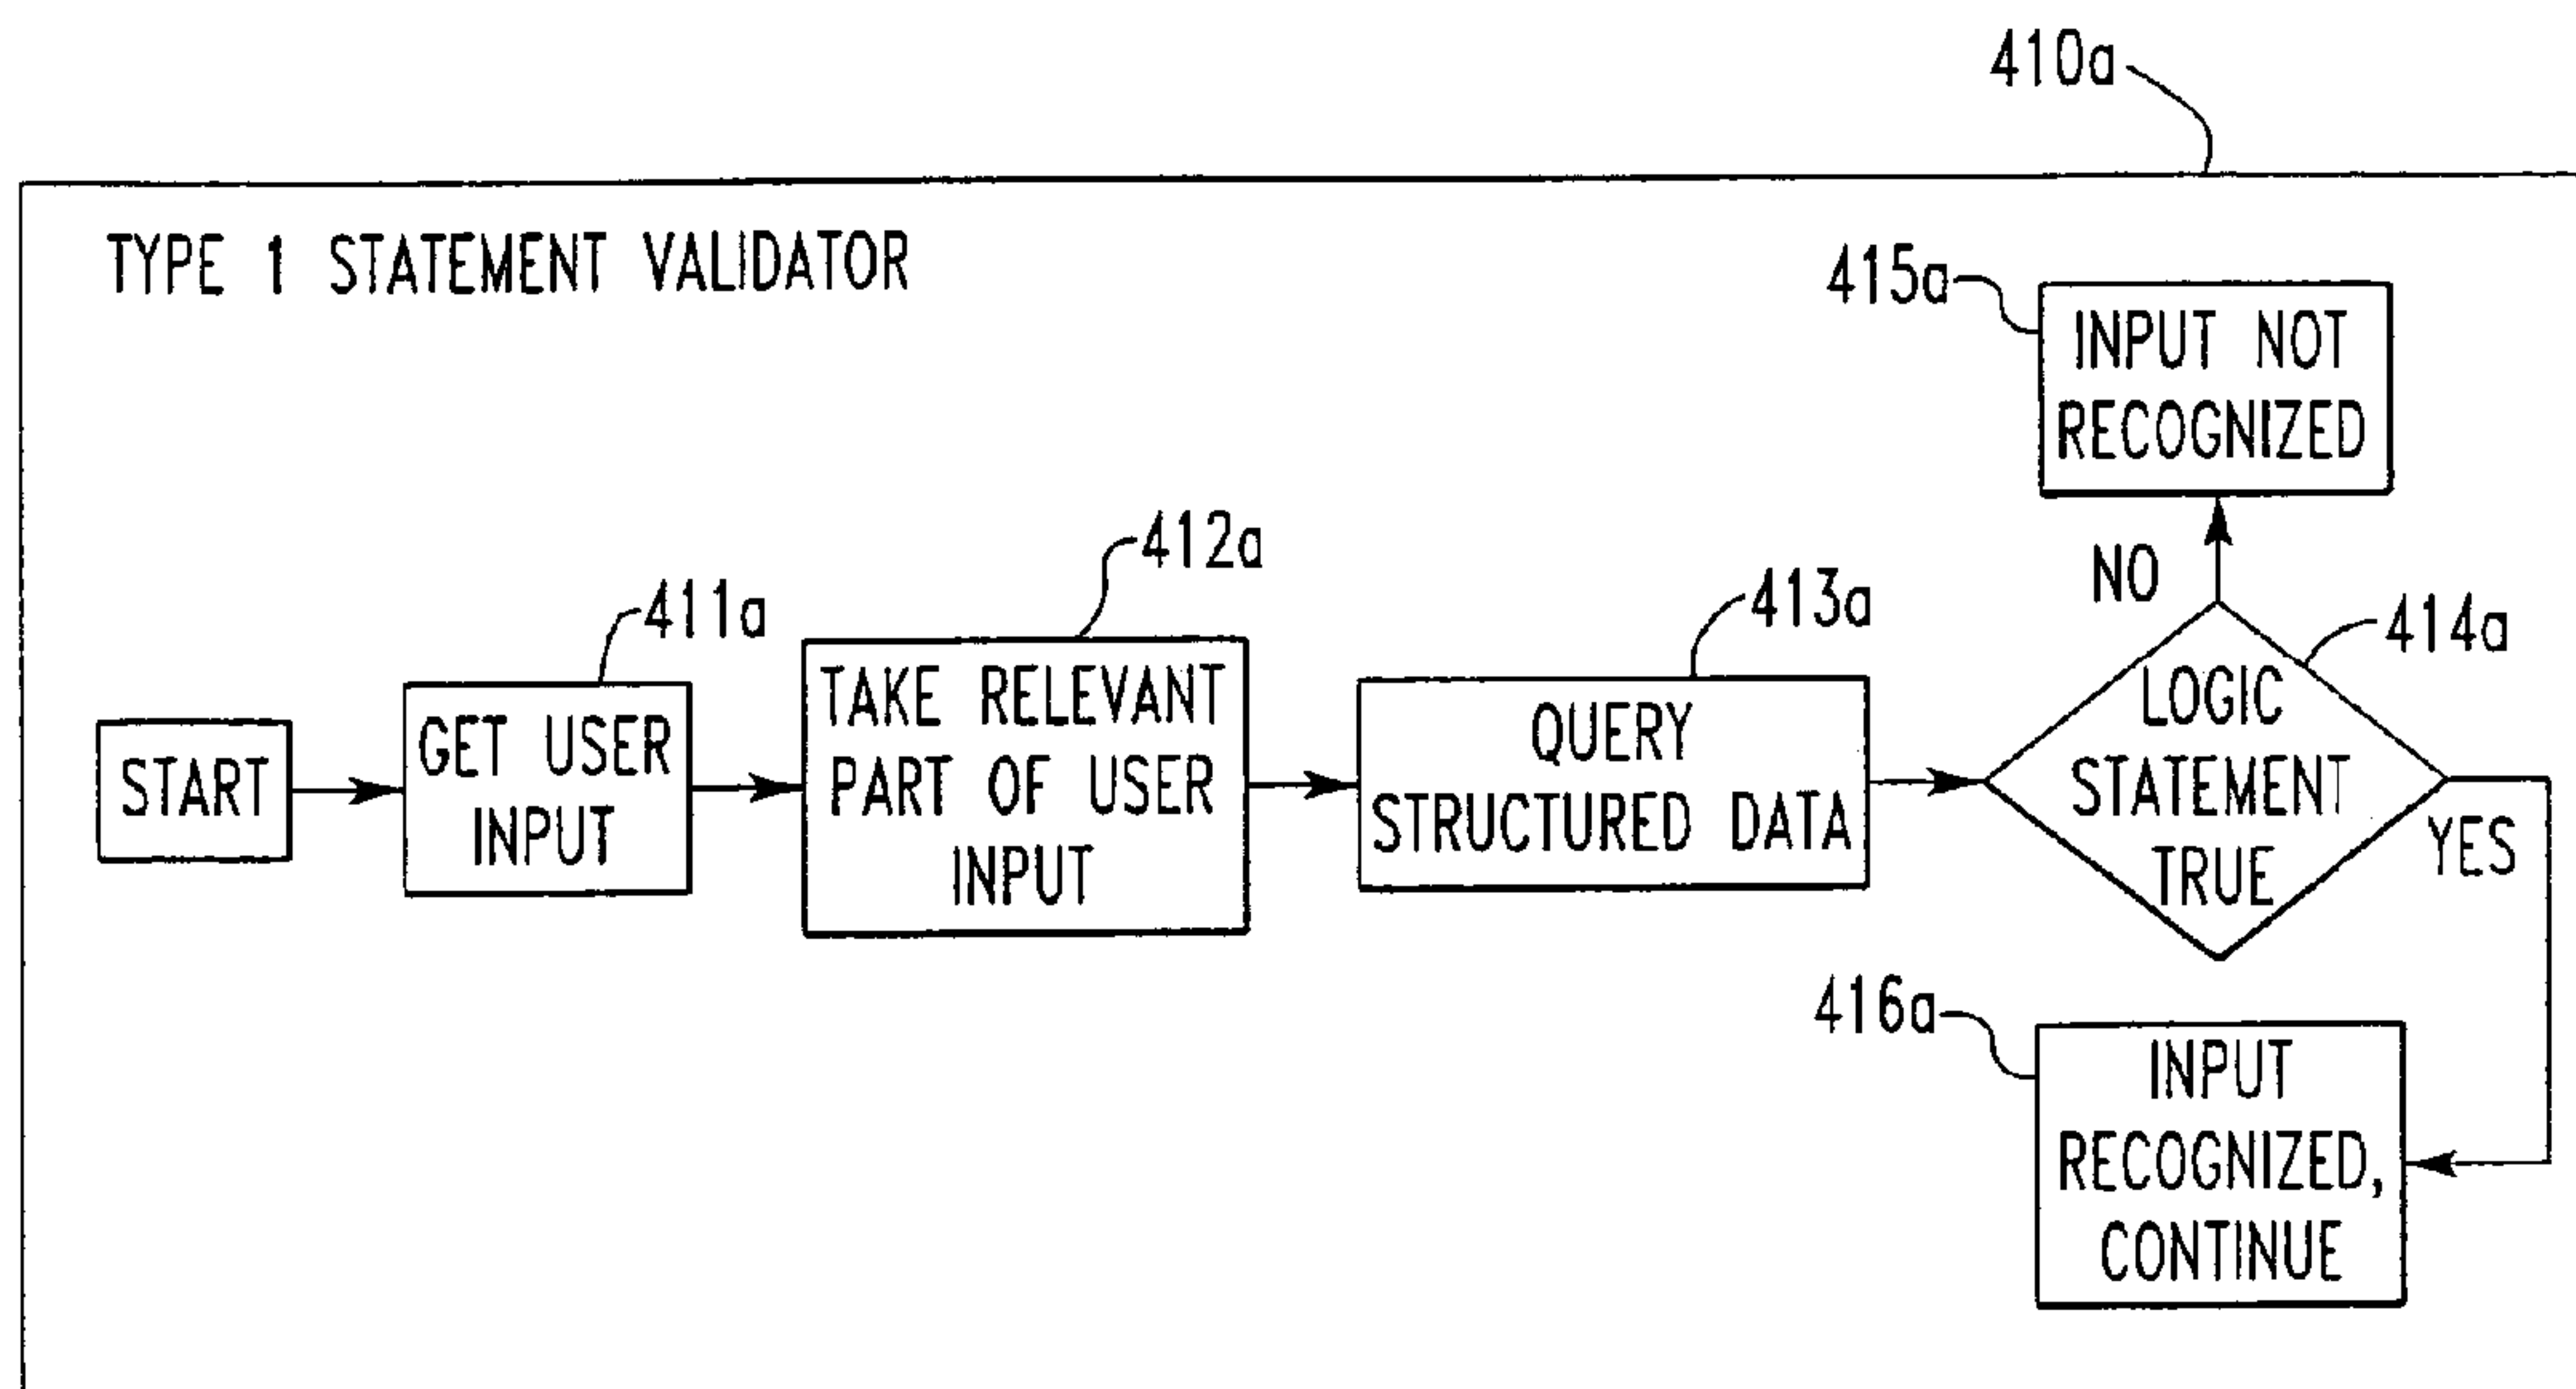 410a
TYPE 1 STATEMENT VALIDATOR
415a
INPUT NOT
RECOGNIZED
NO
START
411a
GET USER
INPUT
412a
TAKE RELEVANT
PART OF USER
INPUT
413a
QUERY
STRUCTURED DATA
414a
LOGIC
STATEMENT
TRUE
YES
416a
INPUT
RECOGNIZED,
CONTINUE